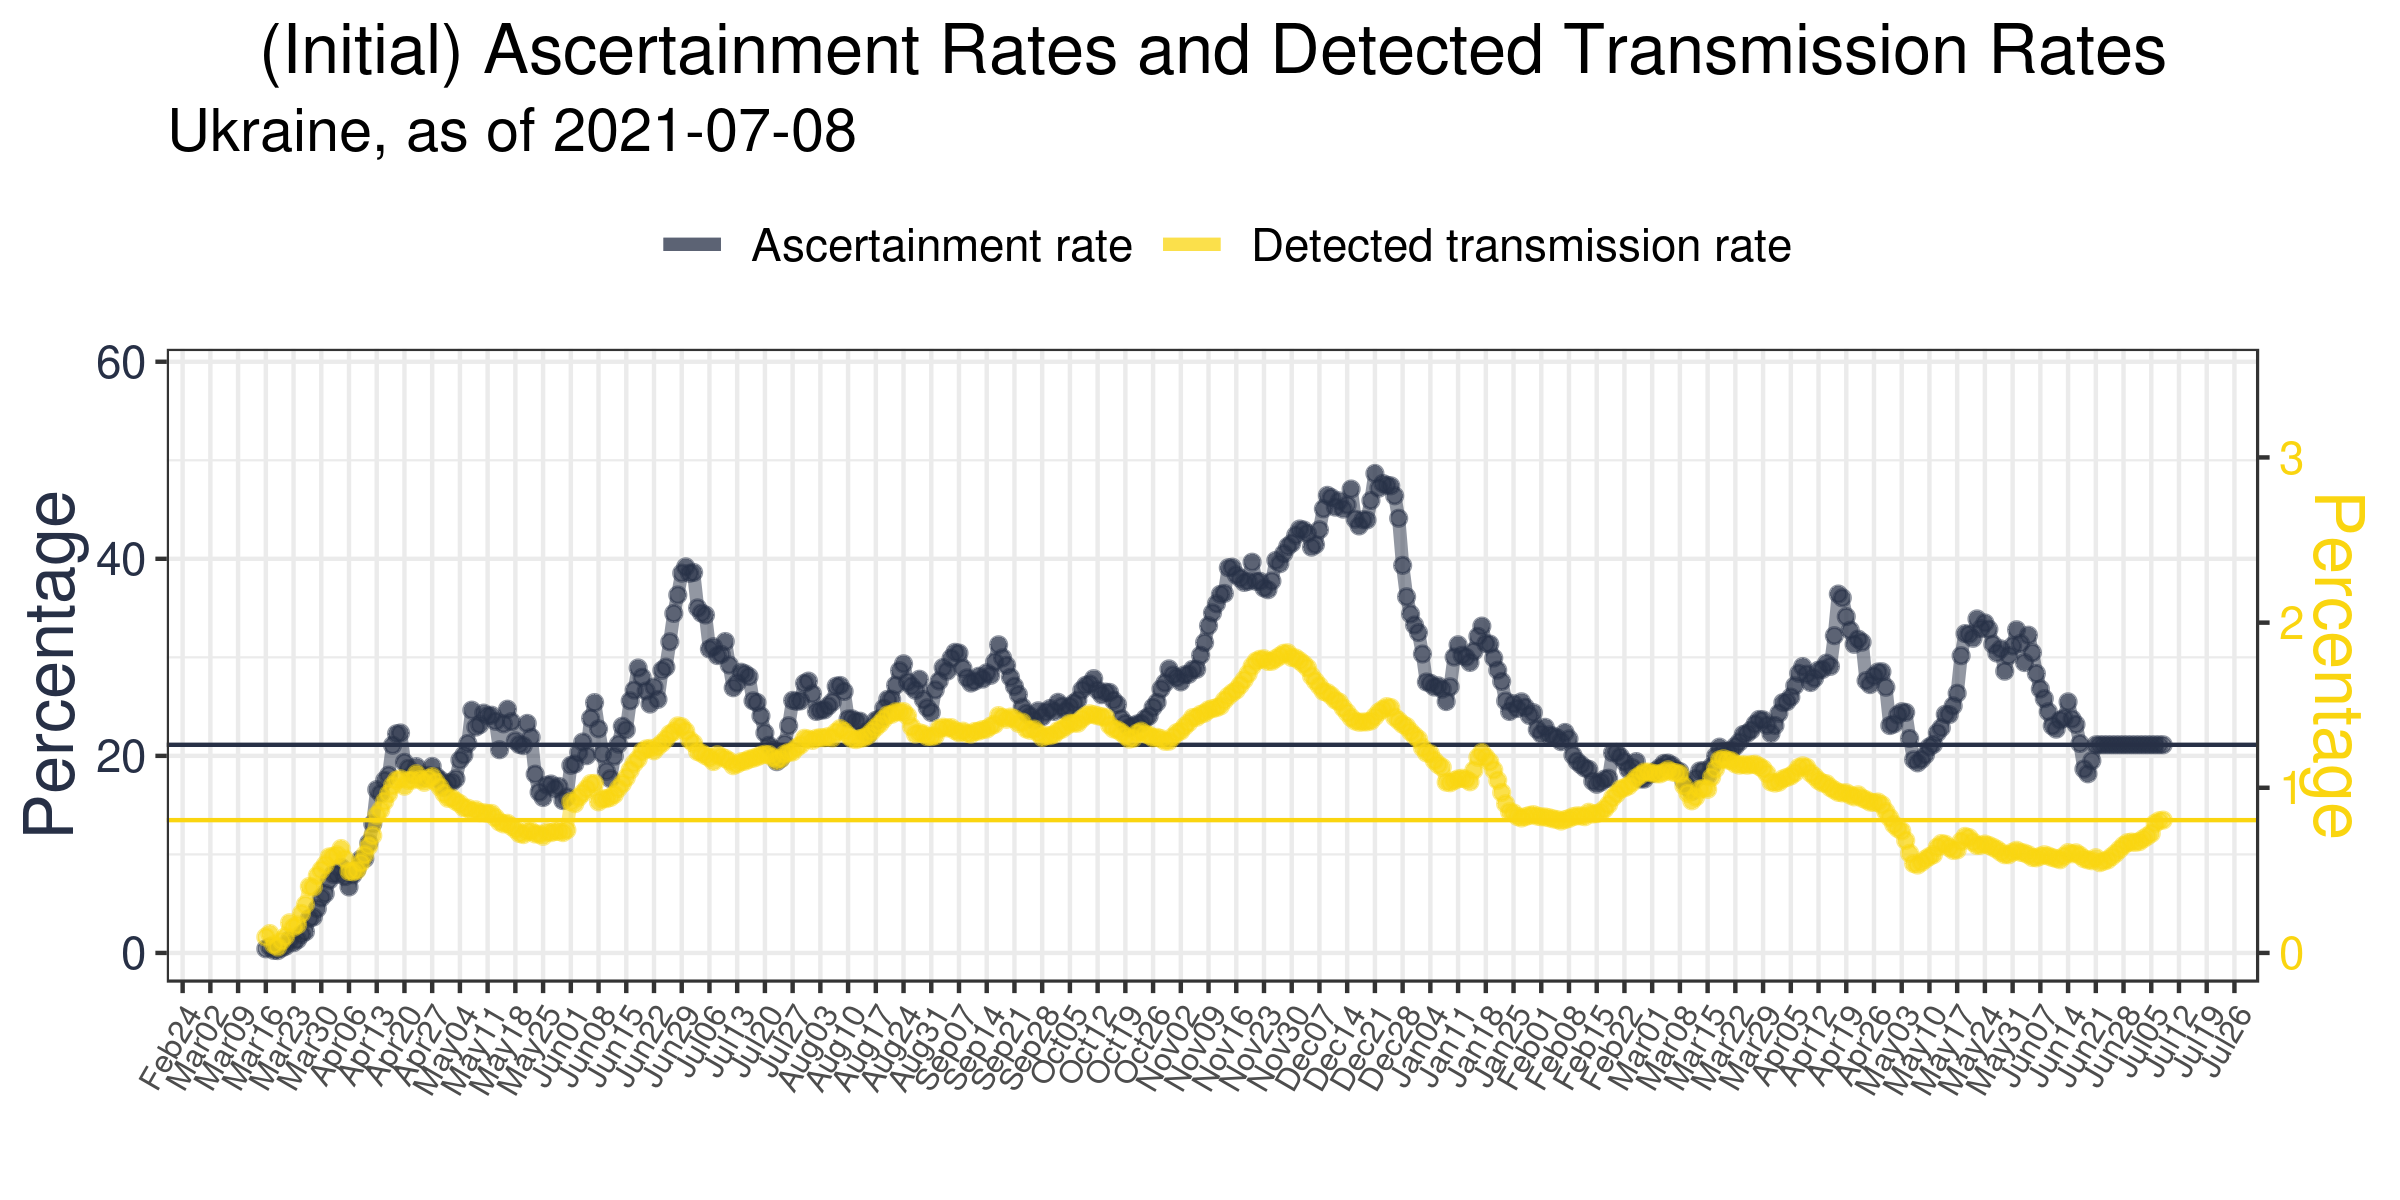 (Initial) Ascertainment Rates and Detected Transmission Rates
Ukraine, as of 2021-07-08
Ascertainment rate
Detected transmission rate
Percentage
60
40
20
0
3
2
1
0
Percentage
Feb24
Mar02
Mar09
Mar16
Mar23
Mar30
Apr06
Apr13
Apr20
Apr27
May04
May11
May18
May25
Jun01
Jun08
Jun15
Jun22
Jun29
Jul06
Jul13
Jul20
Jul27
Aug03
Aug10
Aug17
Aug24
Aug31
Sep07
Sep14
Sep21
Sep28
Oct05
Oct12
Oct19
Oct26
Nov02
Nov09
Nov16
Nov23
Nov30
Dec07
Dec14
Dec21
Dec28
Jan04
Jan11
Jan18
Jan25
Feb01
Feb08
Feb15
Feb22
Mar01
Mar08
Mar15
Mar22
Mar29
Apr05
Apr12
Apr19
Apr26
May03
May10
May17
May24
May31
Jun07
Jun14
Jun21
Jun28
Jul05
Jul12
Jul19
Jul26